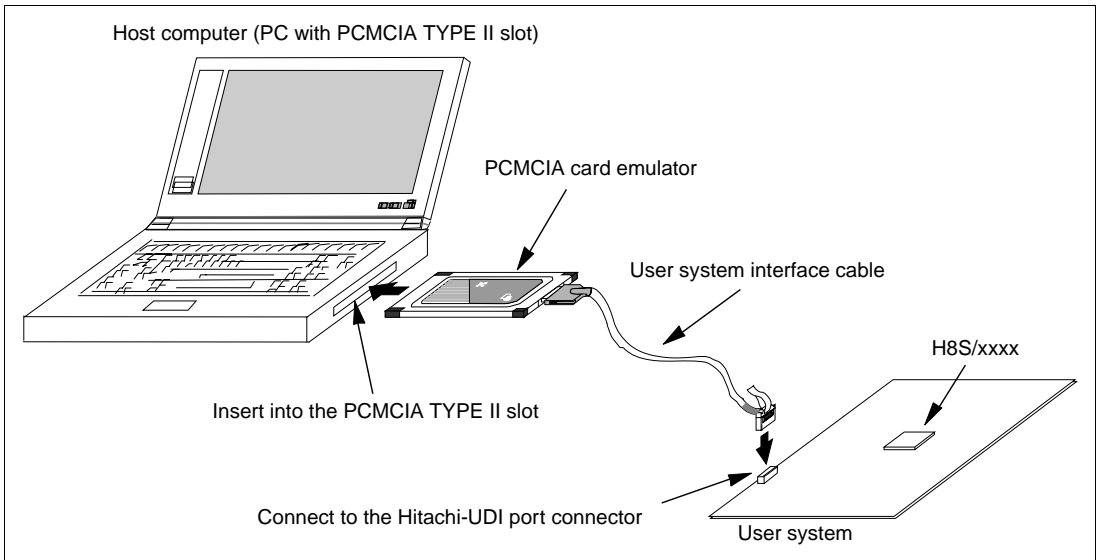 Host computer (PC with PCMCIA TYPE II slot)
PCMCIA card emulator
User system interface cable
H8S/xxxx
Insert into the PCMCIA TYPE II slot
Connect to the Hitachi-UDI port connector
User system